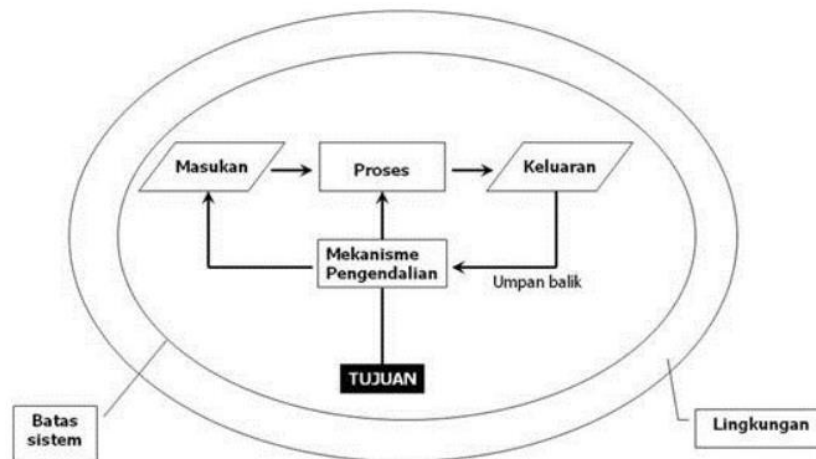 Masukan
Proses
Keluaran
Mekanisme
Pengendalian
Umpan balik
TUJUAN
Batas
sistem
Lingkungan